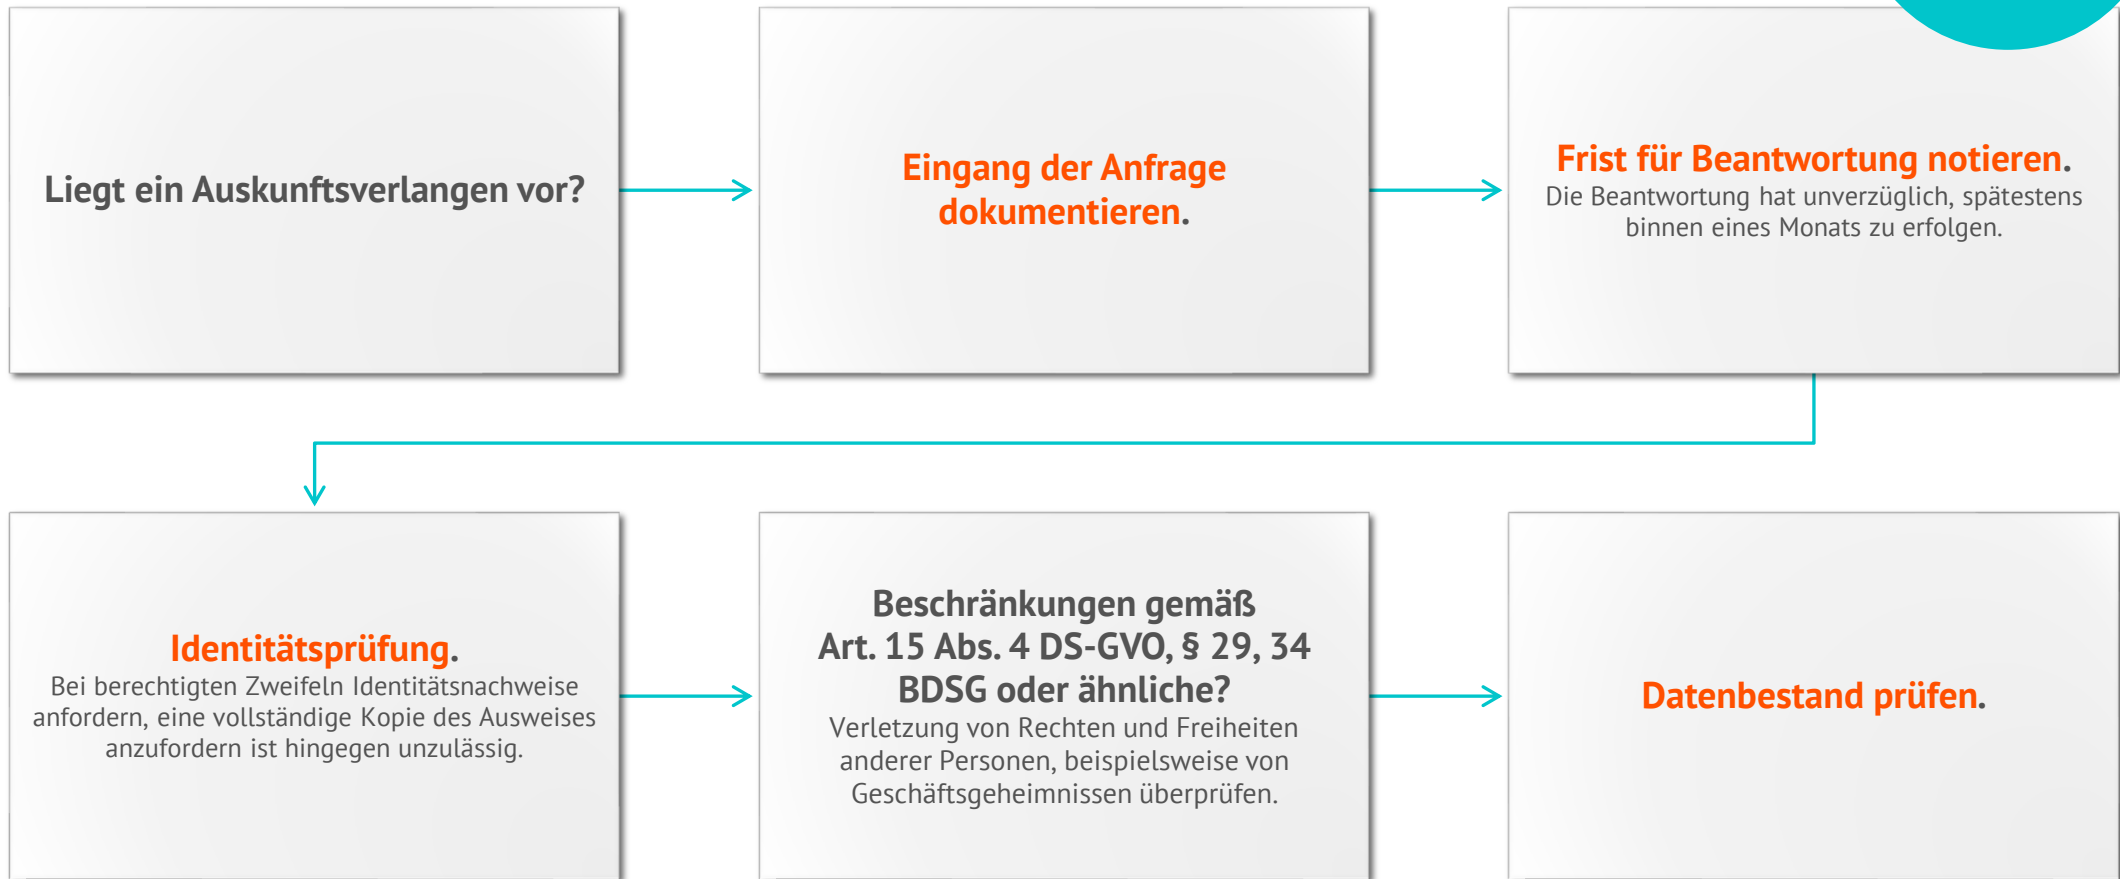 Liegt ein Auskunftsverlangen vor?
Eingang der Anfrage
dokumentieren.
Frist für Beantwortung notieren.
Die Beantwortung hat unverzüglich, spätestens
binnen eines Monats zu erfolgen.
Identitätsprüfung.
Bei berechtigten Zweifeln Identitätsnachweise
anfordern, eine vollständige Kopie des Ausweises
anzufordern ist hingegen unzulässig.
Beschränkungen gemäß
Art. 15 Abs. 4 DS-GVO, § 29, 34
BDSG oder ähnliche?
Verletzung von Rechten und Freiheiten
anderer Personen, beispielsweise von
Geschäftsgeheimnissen überprüfen.
Datenbestand prüfen.